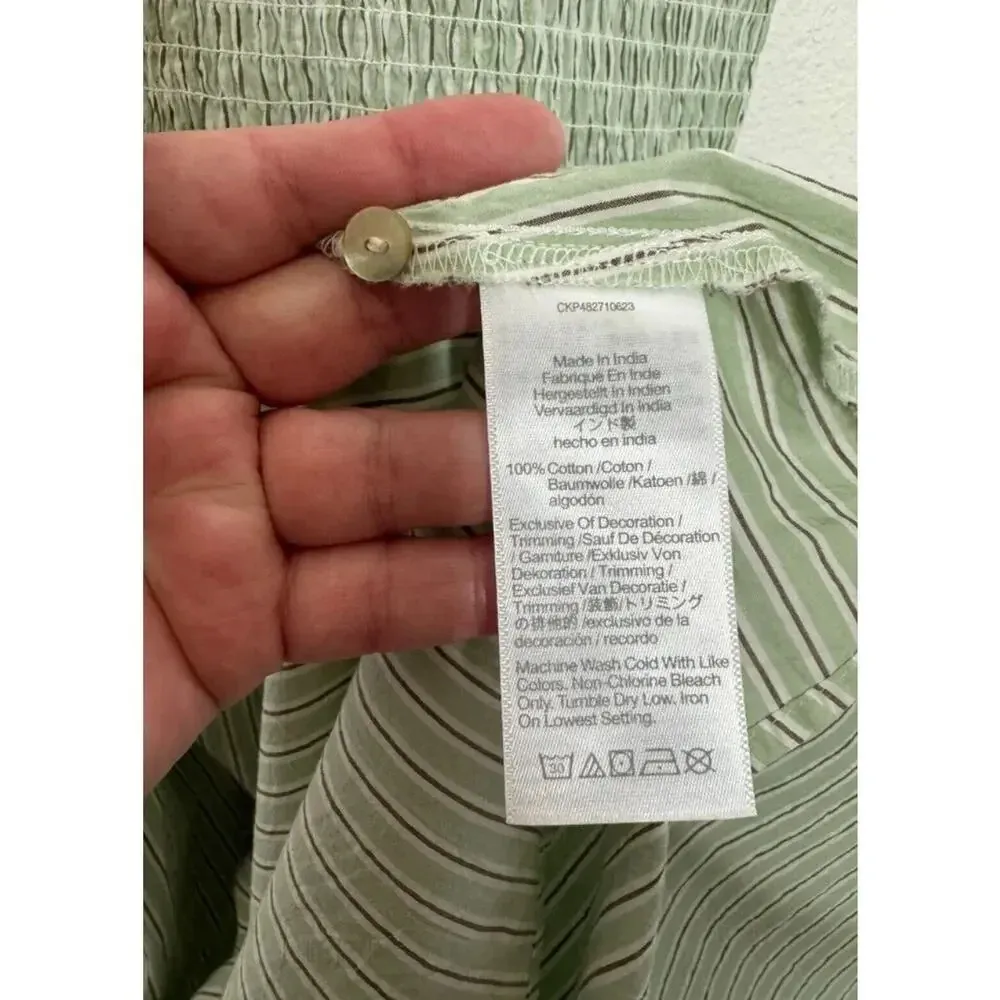 CKP482710623
Made In India
Fabriqué En Inde
Hergestellt In Indien
Vervaardigd In India
インド製
hecho en india
100% Cotton /Coton /
Baumwolle /Katoen /綿 /
algodón
Exclusive Of Decoration /
Trimming /Sauf De Décoration
/ Garniture /Exklusiv Von
Dekoration / Trimming /
Exclusief Van Decoratie /
Trimming /装飾/トリミング
の排他的 /exclusivo de la
decoración / recordo
Machine Wash Cold With Like
Colors. Non-Chlorine Bleach
Only. Tumble Dry Low. Iron
On Lowest Setting.
30